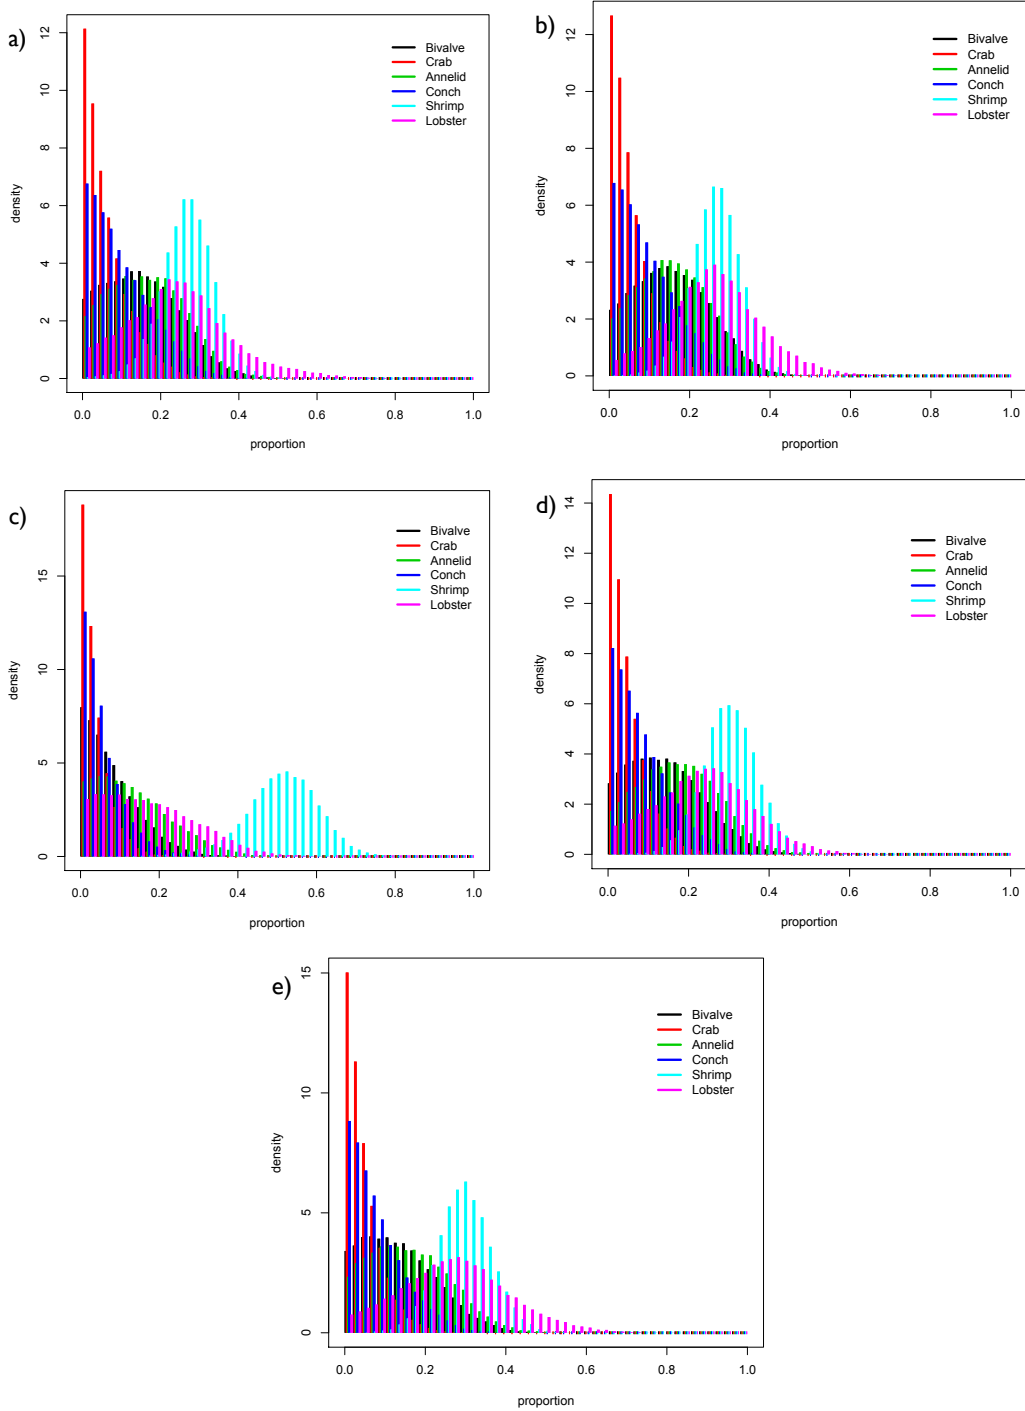 a)
Bivalve
Crab
Annelid
Conch
Shrimp
Lobster
density
0 2 4 6 8 10 12
0.0 0.2 0.4 0.6 0.8 1.0
proportion
b)
Bivalve
Crab
Annelid
Conch
Shrimp
Lobster
density
0 2 4 6 8 10 12
0.0 0.2 0.4 0.6 0.8 1.0
proportion
c)
Bivalve
Crab
Annelid
Conch
Shrimp
Lobster
density
0 5 10 15
0.0 0.2 0.4 0.6 0.8 1.0
proportion
d)
Bivalve
Crab
Annelid
Conch
Shrimp
Lobster
density
0 2 4 6 8 10 12 14
0.0 0.2 0.4 0.6 0.8 1.0
proportion
e)
Bivalve
Crab
Annelid
Conch
Shrimp
Lobster
density
0 5 10 15
0.0 0.2 0.4 0.6 0.8 1.0
proportion